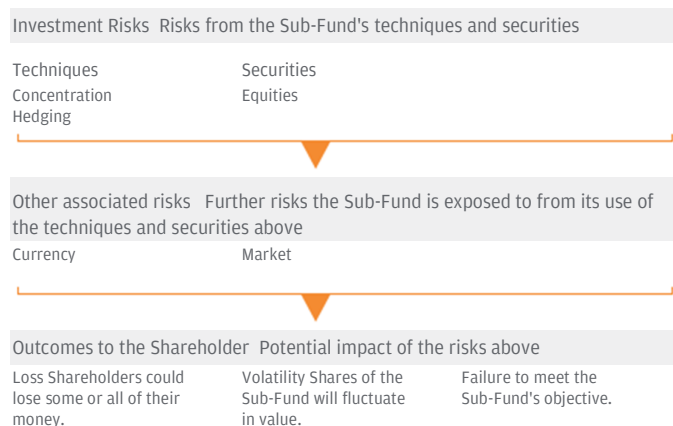 Investment Risks Risks from the Sub-Fund's techniques and securities
Techniques
Concentration
Hedging
Securities
Equities
Other associated risks Further risks the Sub-Fund is exposed to from its use of
the techniques and securities above
Currency
Market
Outcomes to the Shareholder Potential impact of the risks above
Loss Shareholders could
lose some or all of their
money.
Volatility Shares of the
Sub-Fund will fluctuate
in value.
Failure to meet the
Sub-Fund's objective.